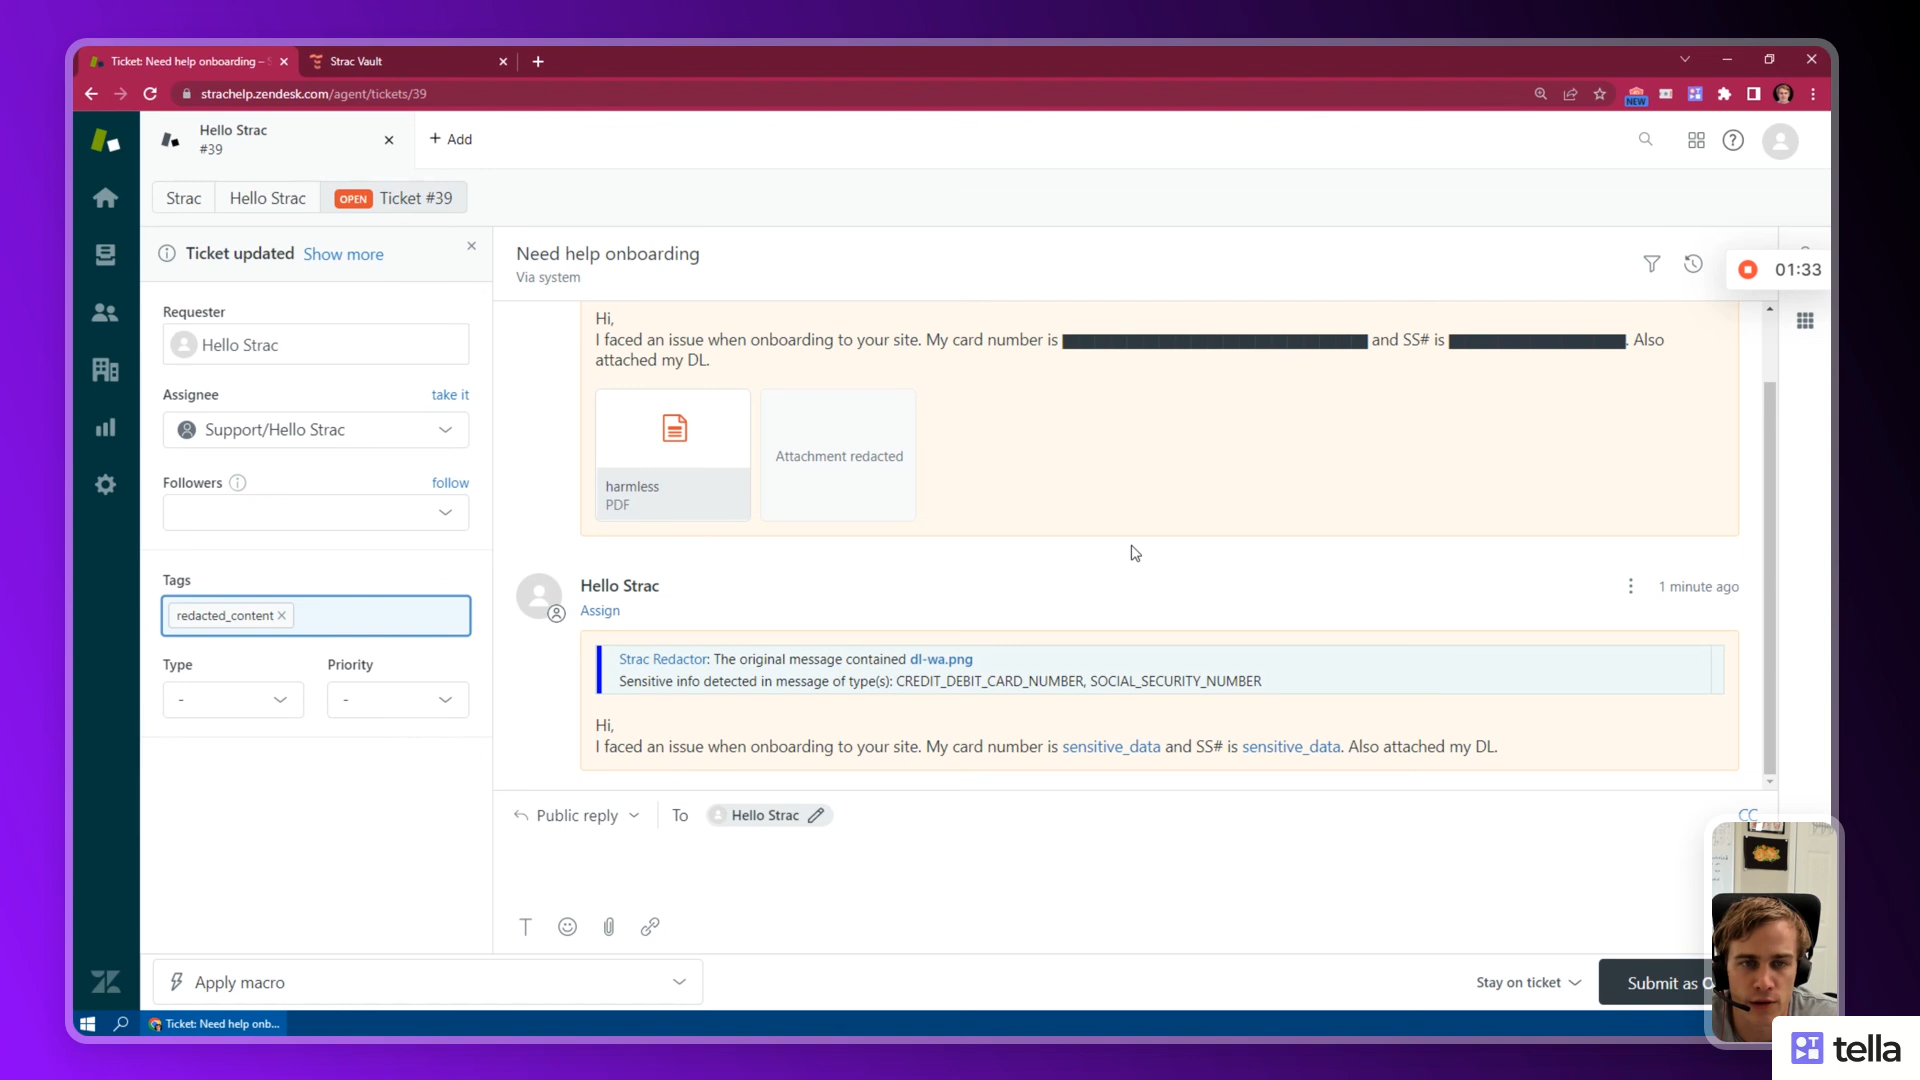 Ticket: Need help onboarding –
Strac Vault
strachelp.zendesk.com/agent/tickets/39
NEW
Hello Strac
#39
+ Add
Strac
Hello Strac
OPEN Ticket #39
Ticket updated Show more
Requester
Hello Strac
Assignee
take it
Support/Hello Strac
Followers
follow
Tags
redacted_content
Type
Priority
-
-
Need help onboarding
Via system
01:33
Hi,
I faced an issue when onboarding to your site. My card number is and SS# is . Also
attached my DL.
harmless
PDF
Attachment redacted
Hello Strac
1 minute ago
Assign
Strac Redactor: The original message contained dl-wa.png
Sensitive info detected in message of type(s): CREDIT_DEBIT_CARD_NUMBER, SOCIAL_SECURITY_NUMBER
Hi,
I faced an issue when onboarding to your site. My card number is sensitive_data and SS# is sensitive_data. Also attached my DL.
Public reply
To
Hello Strac
CC
Apply macro
Stay on ticket
Submit as
Ticket: Need help onb...
tella